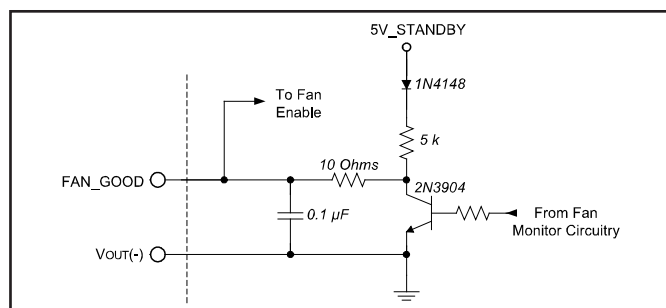 5V_STANDBY
1N4148
To Fan
Enable
5 k
10 Ohms
FAN_GOOD
2N3904
0.1 µF
From Fan
Monitor Circuitry
VOUT(-)